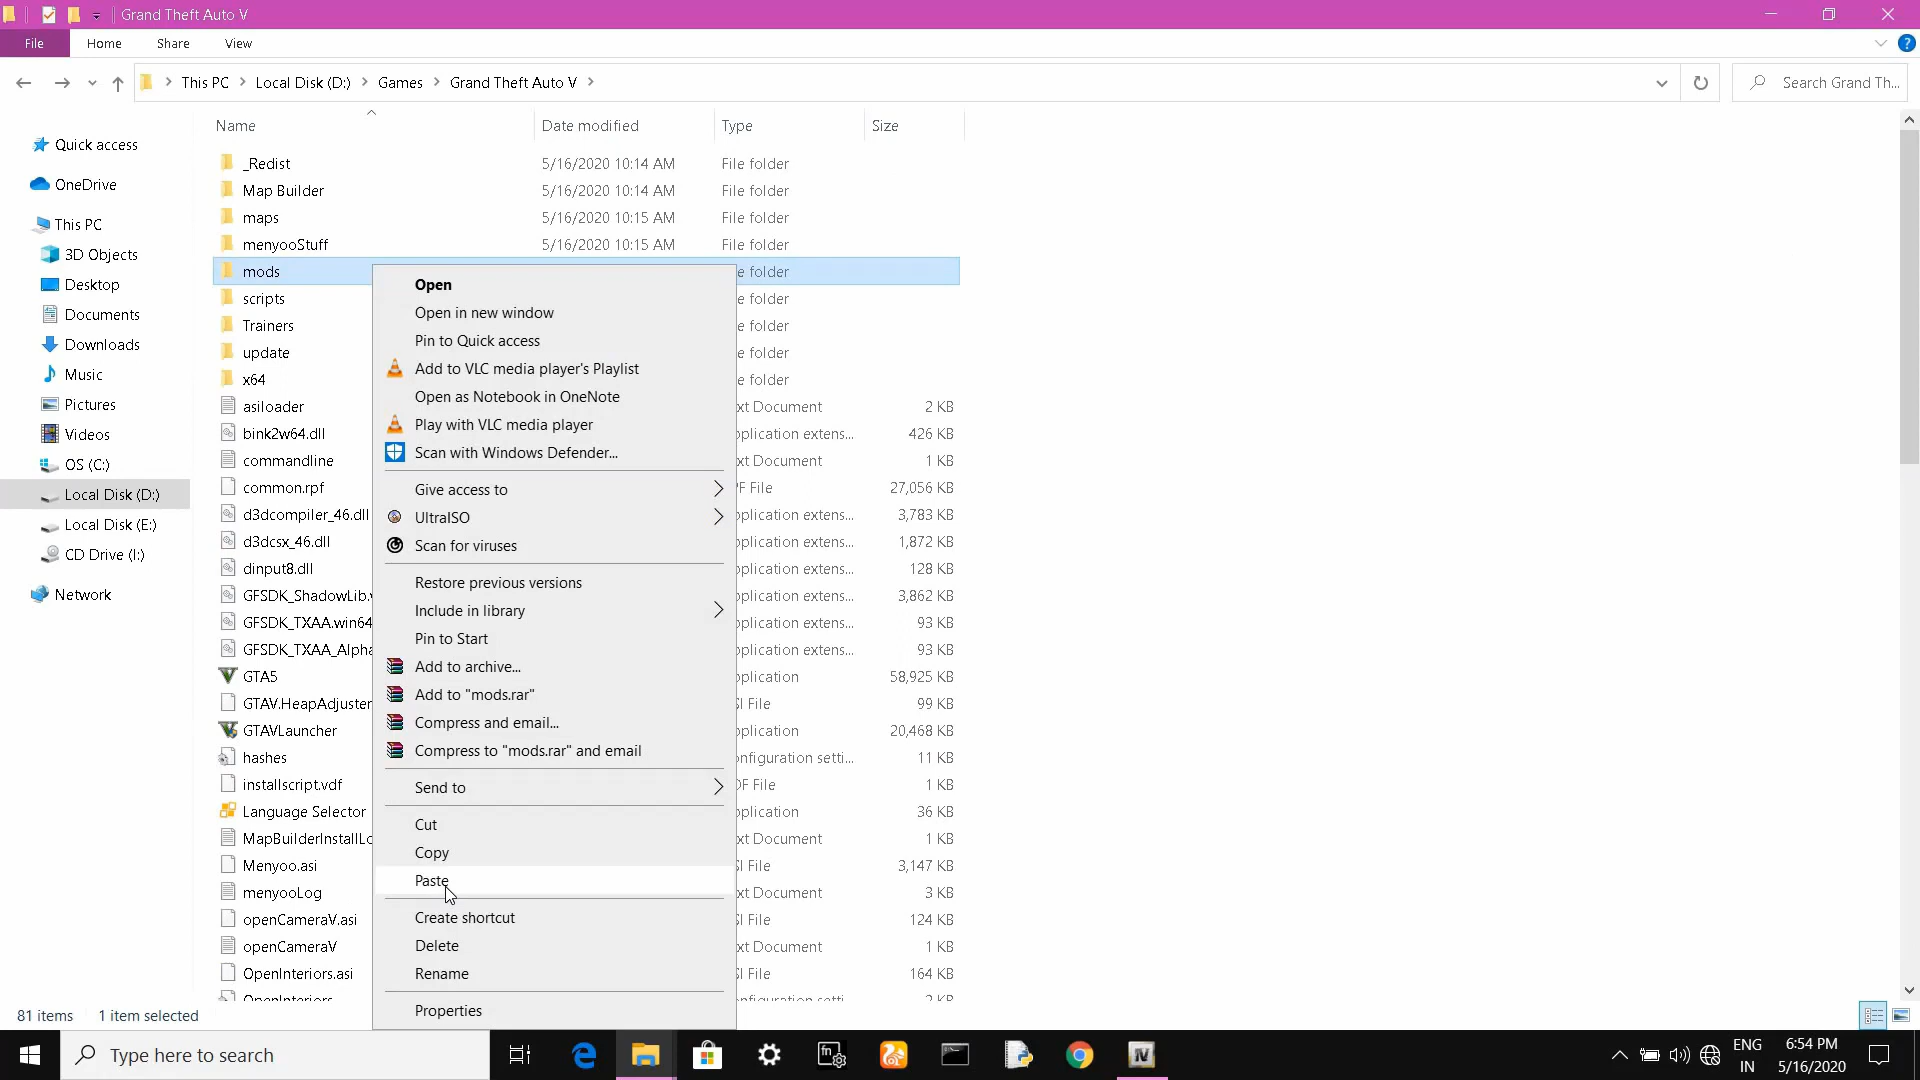 Grand Theft Auto V
File Home Share View
This PC Local Disk (D:) Games Grand Theft Auto V
Search Grand Th...
Name Date modified Type Size
Quick access
OneDrive
This PC
3D Objects
Desktop
Documents
Downloads
Music
Pictures
Videos
OS (C:)
Local Disk (D:)
Local Disk (E:)
CD Drive (I:)
Network
_Redist 5/16/2020 10:14 AM File folder
Map Builder 5/16/2020 10:14 AM File folder
maps 5/16/2020 10:15 AM File folder
menyooStuff 5/16/2020 10:15 AM File folder
mods e folder
scripts e folder
Trainers e folder
update e folder
x64 e folder
asiloader xt Document 2 KB
bink2w64.dll pplication extens... 426 KB
commandline xt Document 1 KB
common.rpf PF File 27,056 KB
d3dcompiler_46.dll pplication extens... 3,783 KB
d3dcsx_46.dll pplication extens... 1,872 KB
dinput8.dll pplication extens... 128 KB
GFSDK_ShadowLib.v pplication extens... 3,862 KB
GFSDK_TXAA.win64 pplication extens... 93 KB
GFSDK_TXAA_Alpha pplication extens... 93 KB
GTA5 pplication 58,925 KB
GTAV.HeapAdjuster SI File 99 KB
GTAVLauncher pplication 20,468 KB
hashes onfiguration setti... 11 KB
installscript.vdf DF File 1 KB
Language Selector pplication 36 KB
MapBuilderInstallLo xt Document 1 KB
Menyoo.asi SI File 3,147 KB
menyooLog xt Document 3 KB
openCameraV.asi SI File 124 KB
openCameraV xt Document 1 KB
OpenInteriors.asi SI File 164 KB
OpenInteriors onfiguration setti... 2 KB
Open
Open in new window
Pin to Quick access
Add to VLC media player's Playlist
Open as Notebook in OneNote
Play with VLC media player
Scan with Windows Defender...
Give access to
UltraISO
Scan for viruses
Restore previous versions
Include in library
Pin to Start
Add to archive...
Add to "mods.rar"
Compress and email...
Compress to "mods.rar" and email
Send to
Cut
Copy
Paste
Create shortcut
Delete
Rename
Properties
81 items 1 item selected
Type here to search
ENG
IN
6:54 PM
5/16/2020